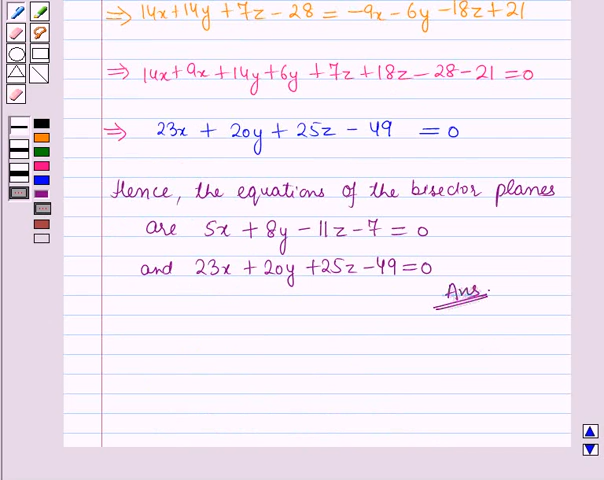 ⇒ 14x+14y+7z-28 = -9x-6y-18z+21
⇒ 14x+9x+14y+6y+7z+18z-28-21=0
⇒ 23x + 20y + 25z - 49 = 0
Hence, the equations of the bisector planes
are 5x + 8y - 11z - 7 = 0
and 23x + 20y + 25z - 49 = 0
Ans.